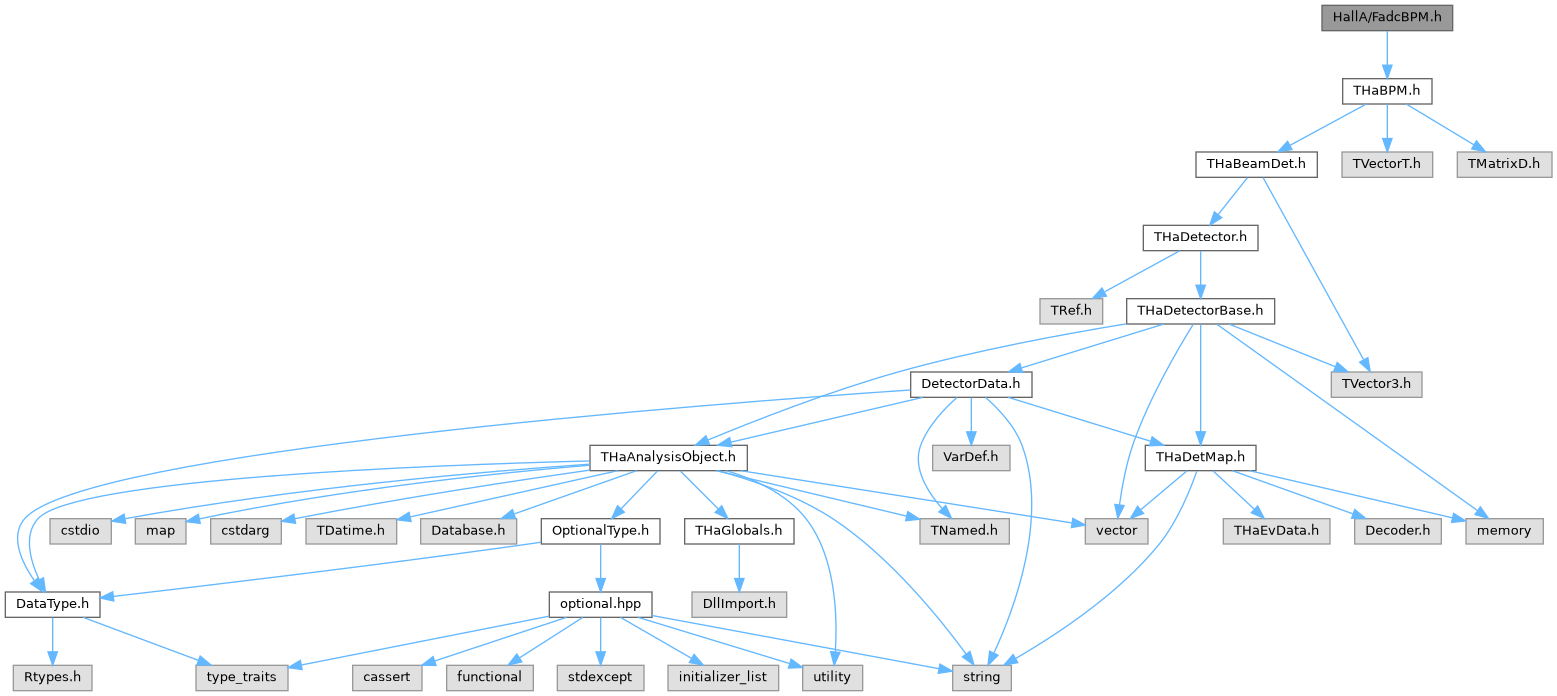 HallA/FadcBPM.h
THaBPM.h
THaBeamDet.h
TVectorT.h
TMatrixD.h
THaDetector.h
TRef.h
THaDetectorBase.h
DetectorData.h
TVector3.h
THaAnalysisObject.h
VarDef.h
THaDetMap.h
cstdio
map
cstdarg
TDatime.h
Database.h
OptionalType.h
THaGlobals.h
TNamed.h
vector
THaEvData.h
Decoder.h
memory
DataType.h
optional.hpp
DllImport.h
Rtypes.h
type_traits
cassert
functional
stdexcept
initializer_list
utility
string